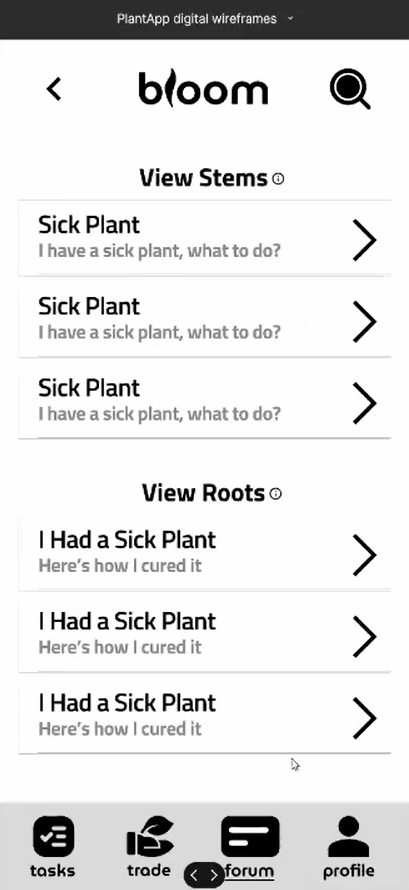 PlantApp digital wireframes
bloom
View Stems
Sick Plant
I have a sick plant, what to do?
Sick Plant
I have a sick plant, what to do?
Sick Plant
I have a sick plant, what to do?
View Roots
I Had a Sick Plant
Here's how I cured it
I Had a Sick Plant
Here's how I cured it
I Had a Sick Plant
Here's how I cured it
tasks trade forum profile